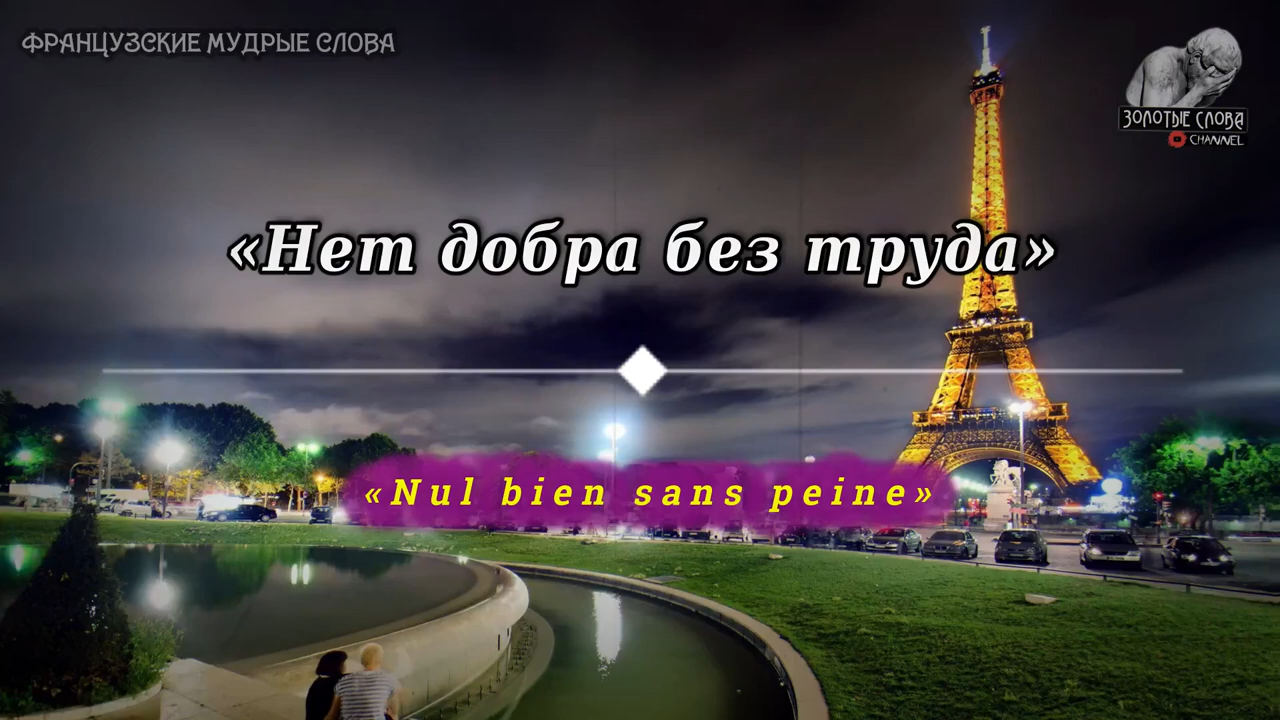 ФРАНЦУЗСКИЕ МУДРЫЕ СЛОВА
ЗОЛОТЫЕ СЛОВА
CHANNEL
«Нет добра без труда»
«Nul bien sans peine»